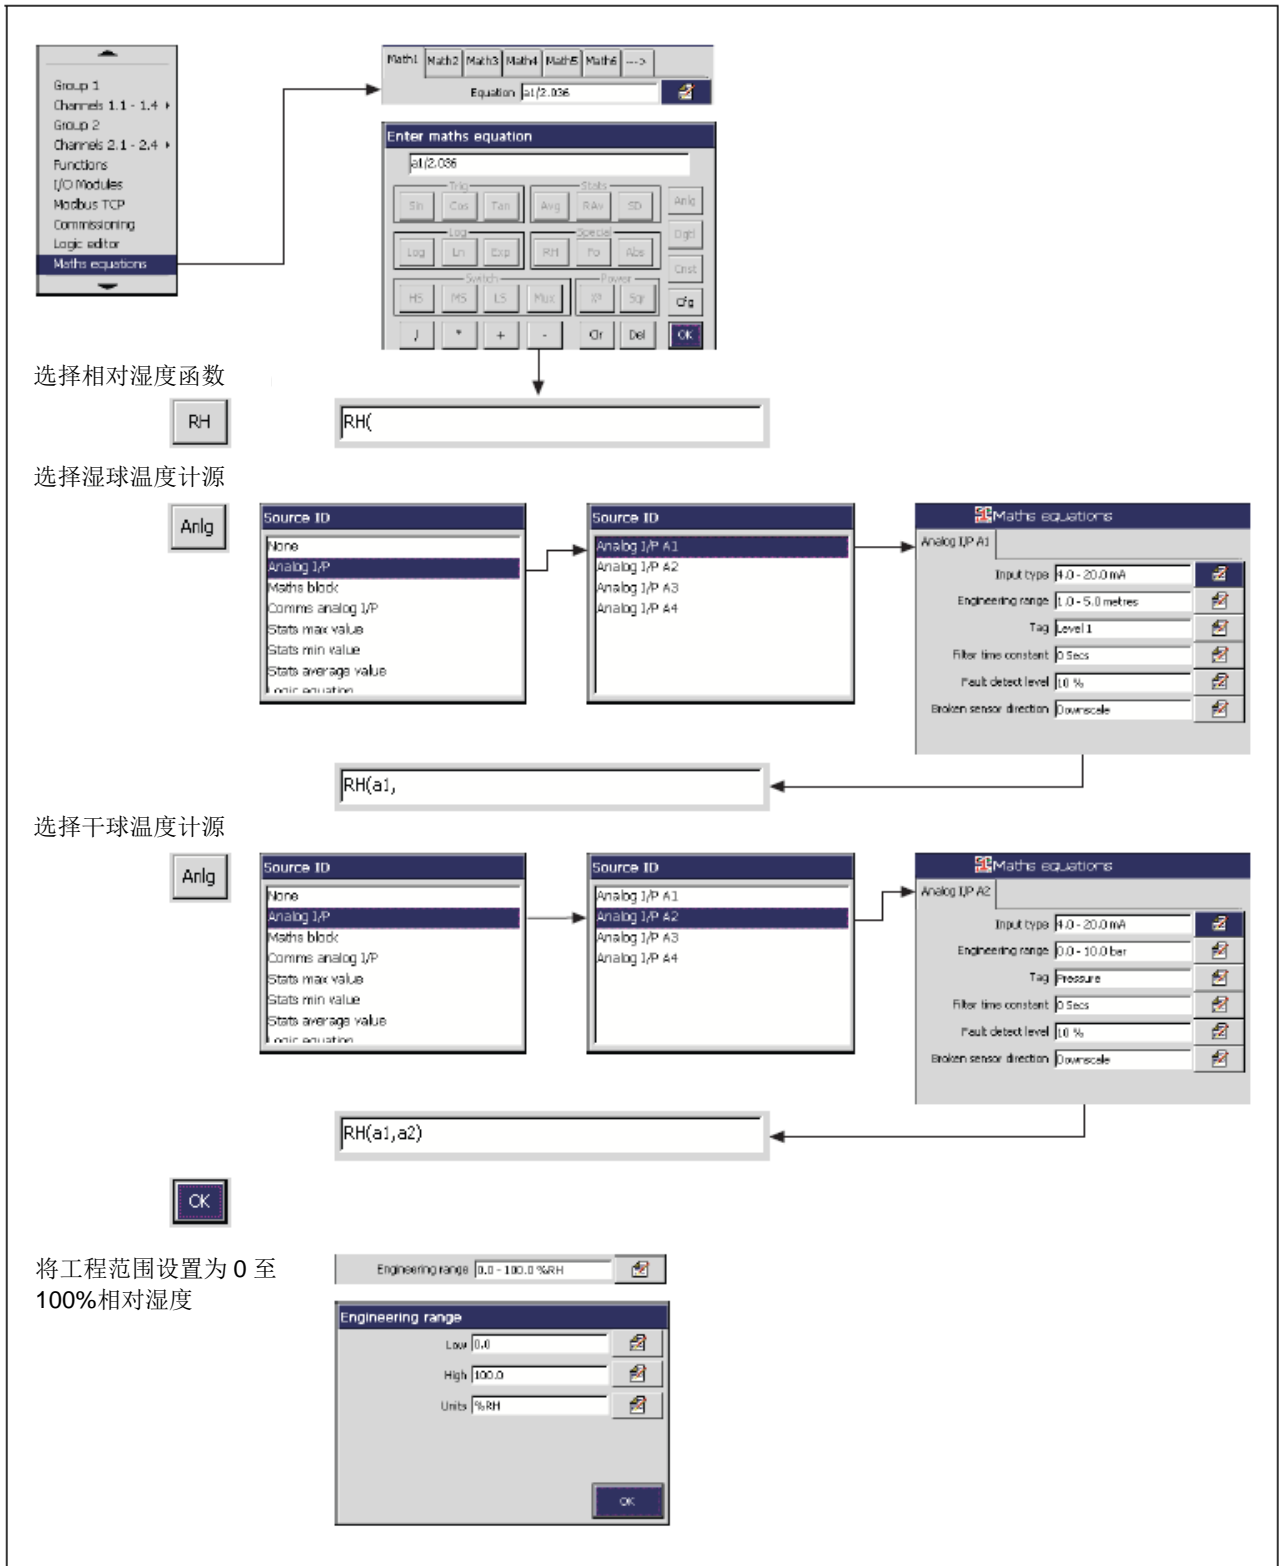 Group 1
Channels 1.1 - 1.4
Group 2
Channels 2.1 - 2.4
Functions
I/O Modules
Modbus TCP
Commissioning
Logic editor
Maths equations
Math1 Math2 Math3 Math4 Math5 Math6 --->
Equation a1/2.036
Enter maths equation
a1/2.036
Trig Stats
Sin Cos Tan Avg RAv SD Anlg
Log Special Dgtl
Log Ln Exp RH Fo Abs
Switch Power Cnst
HS MS LS Mux Xⁿ Sqr Cfg
/ * + - Clr Del OK
选择相对湿度函数
RH
RH(
选择湿球温度计源
Anlg
Source ID
None
Analog I/P
Maths block
Comms analog I/P
Stats max value
Stats min value
Stats average value
Logic equation
Source ID
Analog I/P A1
Analog I/P A2
Analog I/P A3
Analog I/P A4
Maths equations
Analog I/P A1
Input type 4.0 - 20.0 mA
Engineering range 1.0 - 5.0 metres
Tag Level 1
Filter time constant 0 Secs
Fault detect level 10 %
Broken sensor direction Downscale
RH(a1,
选择干球温度计源
Anlg
Source ID
None
Analog I/P
Maths block
Comms analog I/P
Stats max value
Stats min value
Stats average value
Logic equation
Source ID
Analog I/P A1
Analog I/P A2
Analog I/P A3
Analog I/P A4
Maths equations
Analog I/P A2
Input type 4.0 - 20.0 mA
Engineering range 0.0 - 10.0 bar
Tag Pressure
Filter time constant 0 Secs
Fault detect level 10 %
Broken sensor direction Downscale
RH(a1,a2)
OK
将工程范围设置为 0 至
100%相对湿度
Engineering range 0.0 - 100.0 %RH
Engineering range
Low 0.0
High 100.0
Units %RH
OK